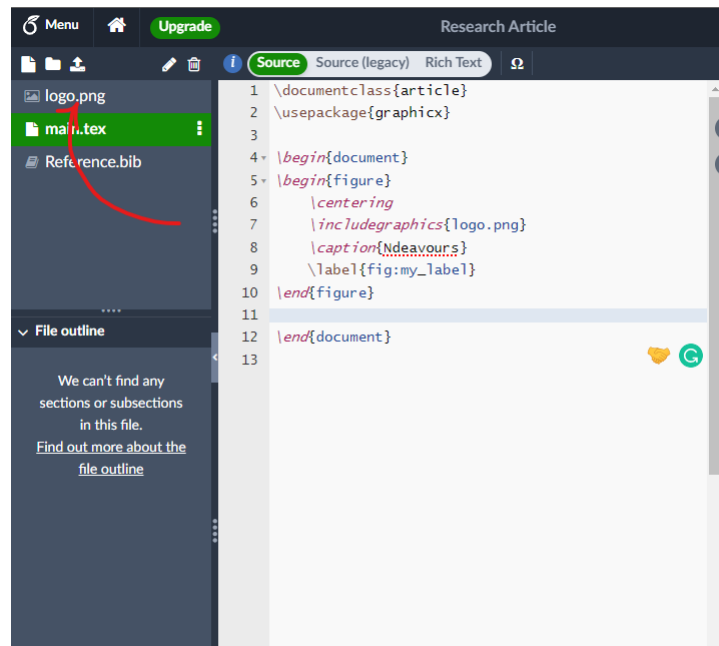 Menu Upgrade Research Article
i Source Source (legacy) Rich Text Ω
logo.png
main.tex
Reference.bib
File outline
We can't find any
sections or subsections
in this file.
Find out more about the
file outline
1 \documentclass{article}
2 \usepackage{graphicx}
3
4 \begin{document}
5 \begin{figure}
6 \centering
7 \includegraphics{logo.png}
8 \caption{Ndeavours}
9 \label{fig:my_label}
10 \end{figure}
11
12 \end{document}
13